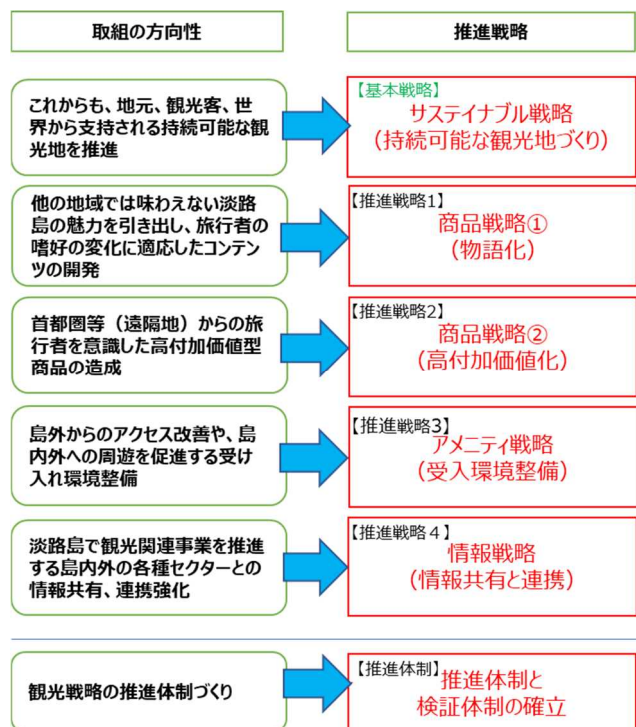 取組の方向性
推進戦略
これからも、地元、観光客、世
界から支持される持続可能な観
光地を推進
【基本戦略】
サステイナブル戦略
(持続可能な観光地づくり)
他の地域では味わえない淡路
島の魅力を引き出し、旅行者の
嗜好の変化に適応したコンテン
ツの開発
【推進戦略1】
商品戦略①
(物語化)
首都圏等（遠隔地）からの旅
行者を意識した高付加価値型
商品の造成
【推進戦略2】
商品戦略②
(高付加価値化)
島外からのアクセス改善や、島
内外への周遊を促進する受け
入れ環境整備
【推進戦略3】
アメニティ戦略
(受入環境整備)
淡路島で観光関連事業を推進
する島内外の各種セクターとの
情報共有、連携強化
【推進戦略４】
情報戦略
(情報共有と連携)
観光戦略の推進体制づくり
【推進体制】
推進体制と
検証体制の確立